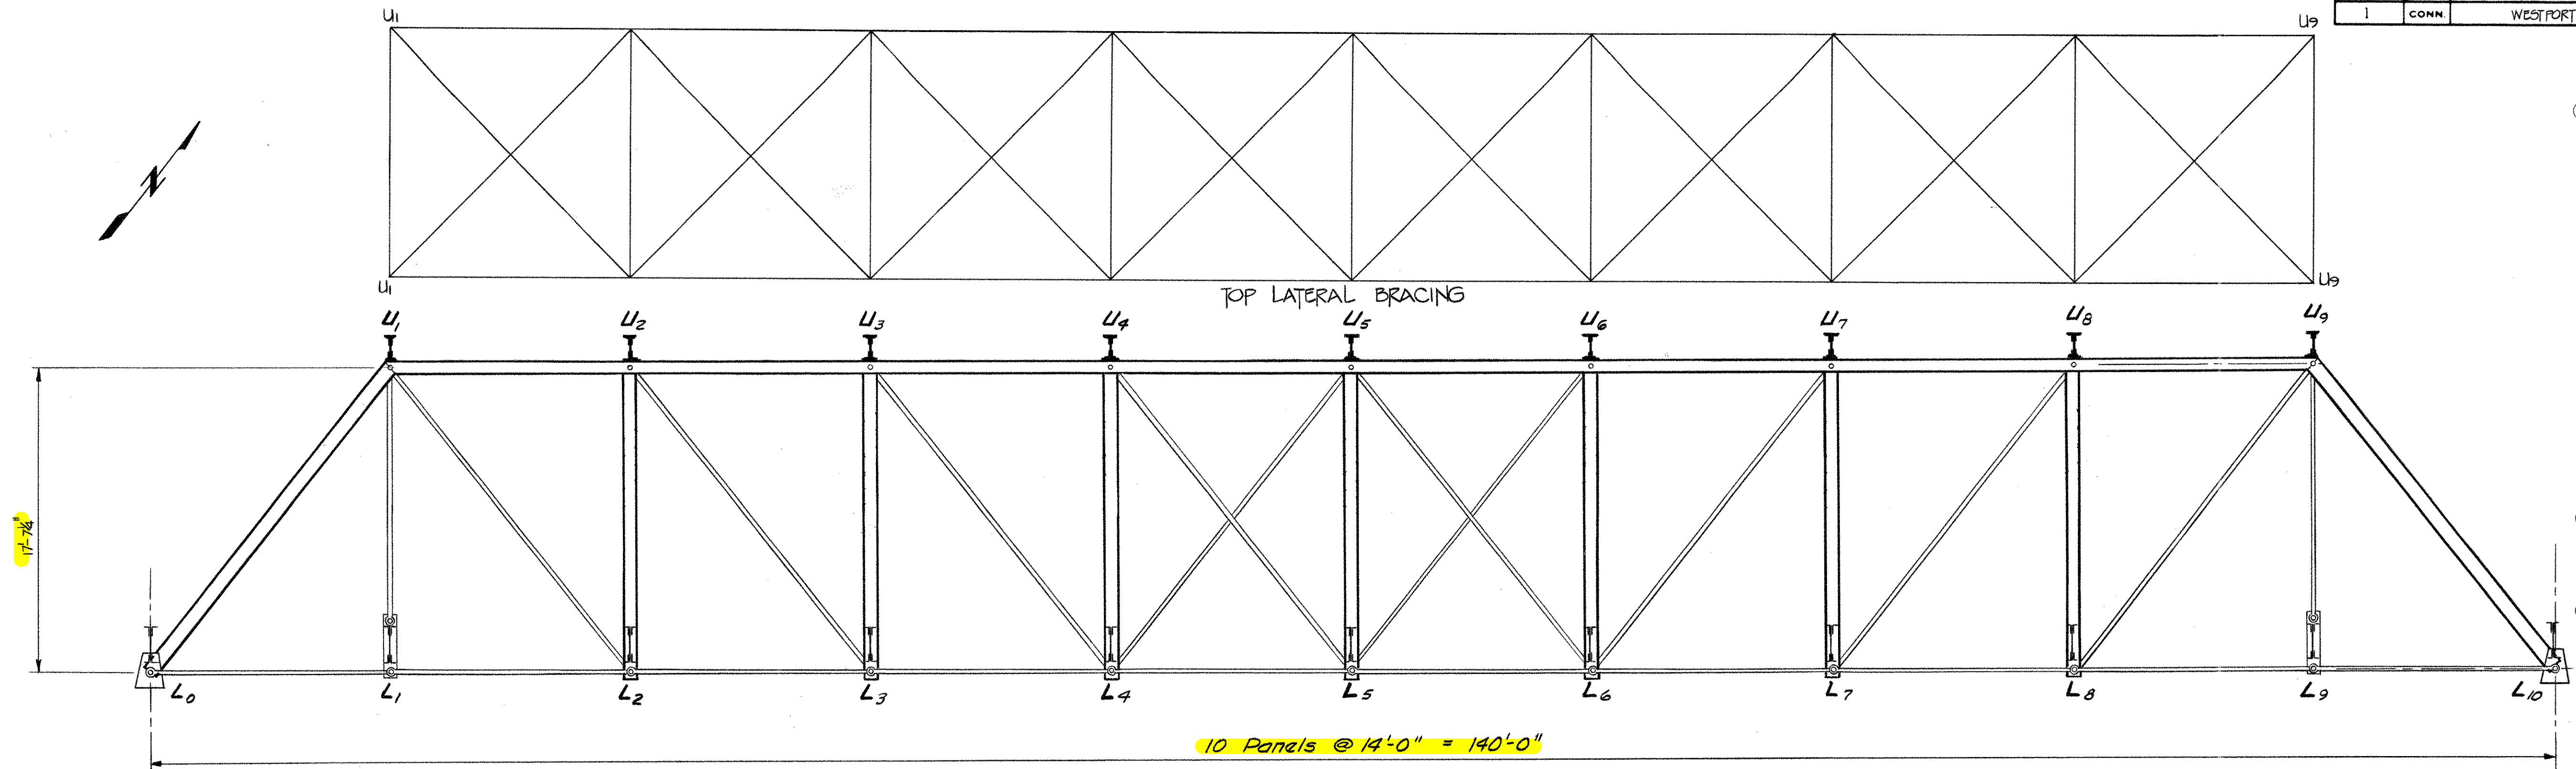 1 CONN. WESTPORT
U1 U9
U1 U9
TOP LATERAL BRACING
U1 U2 U3 U4 U5 U6 U7 U8 U9
N
17'-7¼"
L0 L1 L2 L3 L4 L5 L6 L7 L8 L9 L10
10 Panels @ 14'-0" = 140'-0"